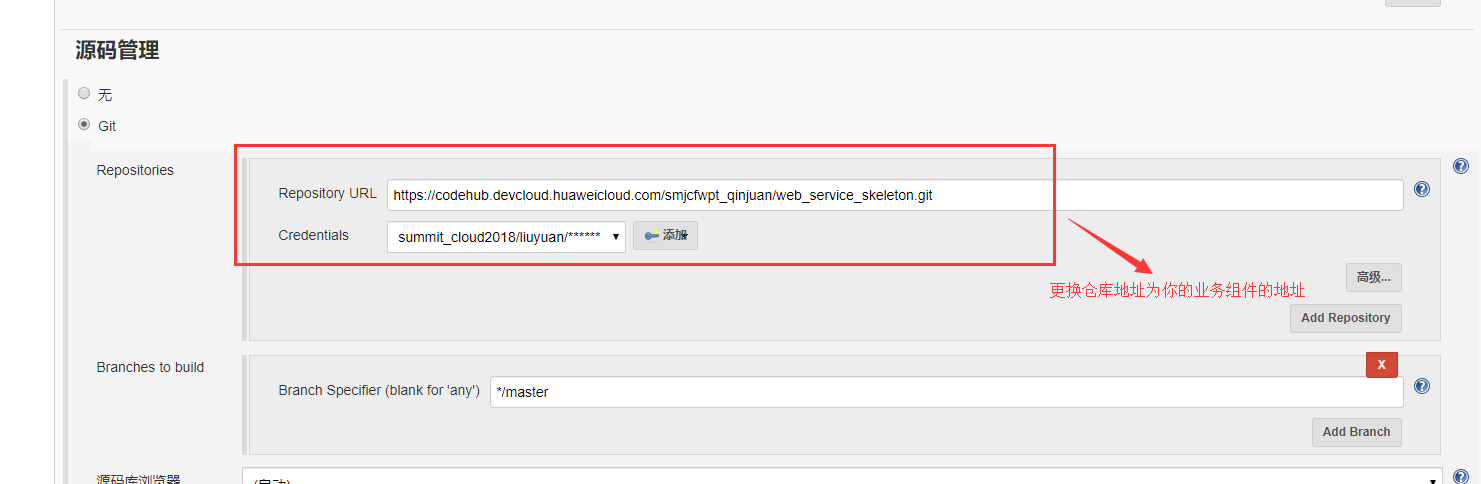 源码管理
无
Git
Repositories
Repository URL
https://codehub.devcloud.huaweicloud.com/smjcfwpt_qinjuan/web_service_skeleton.git
Credentials
summit_cloud2018/liuyuan/******
添加
更换仓库地址为你的业务组件的地址
高级...
Add Repository
Branches to build
X
Branch Specifier (blank for 'any')
*/master
Add Branch
源码库浏览器
(自动)